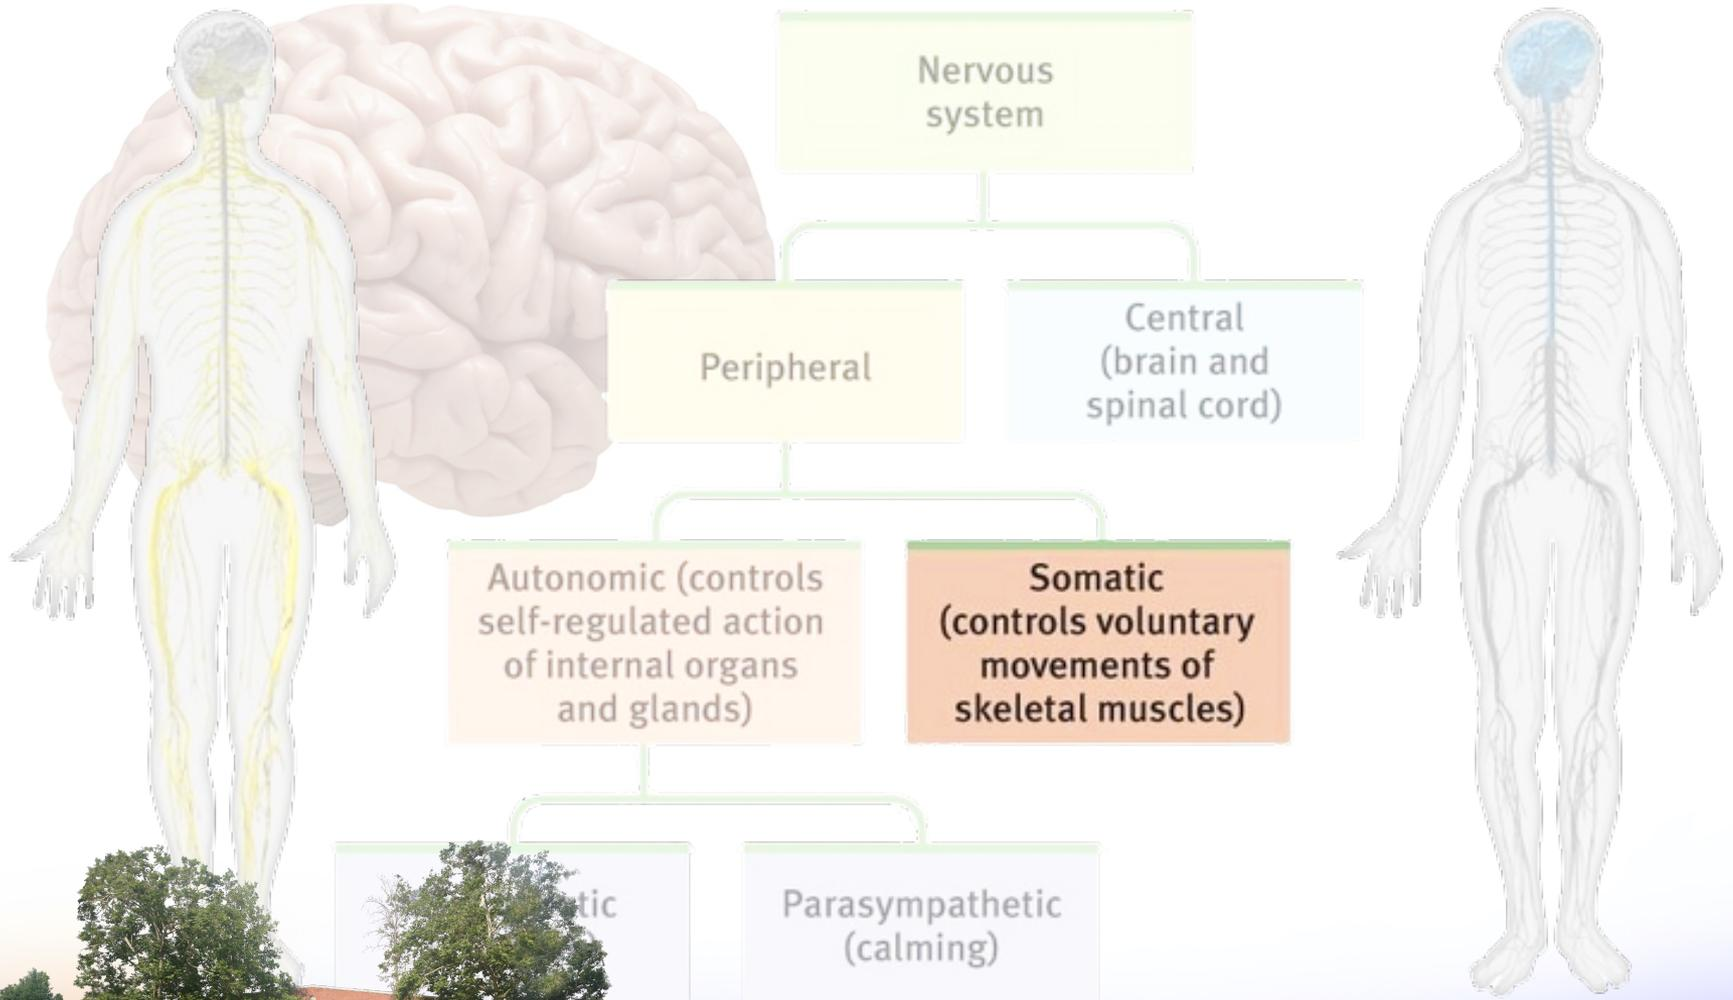 Nervous
system
Peripheral
Central
(brain and
spinal cord)
Autonomic (controls
self-regulated action
of internal organs
and glands)
Somatic
(controls voluntary
movements of
skeletal muscles)
Parasympathetic
(calming)